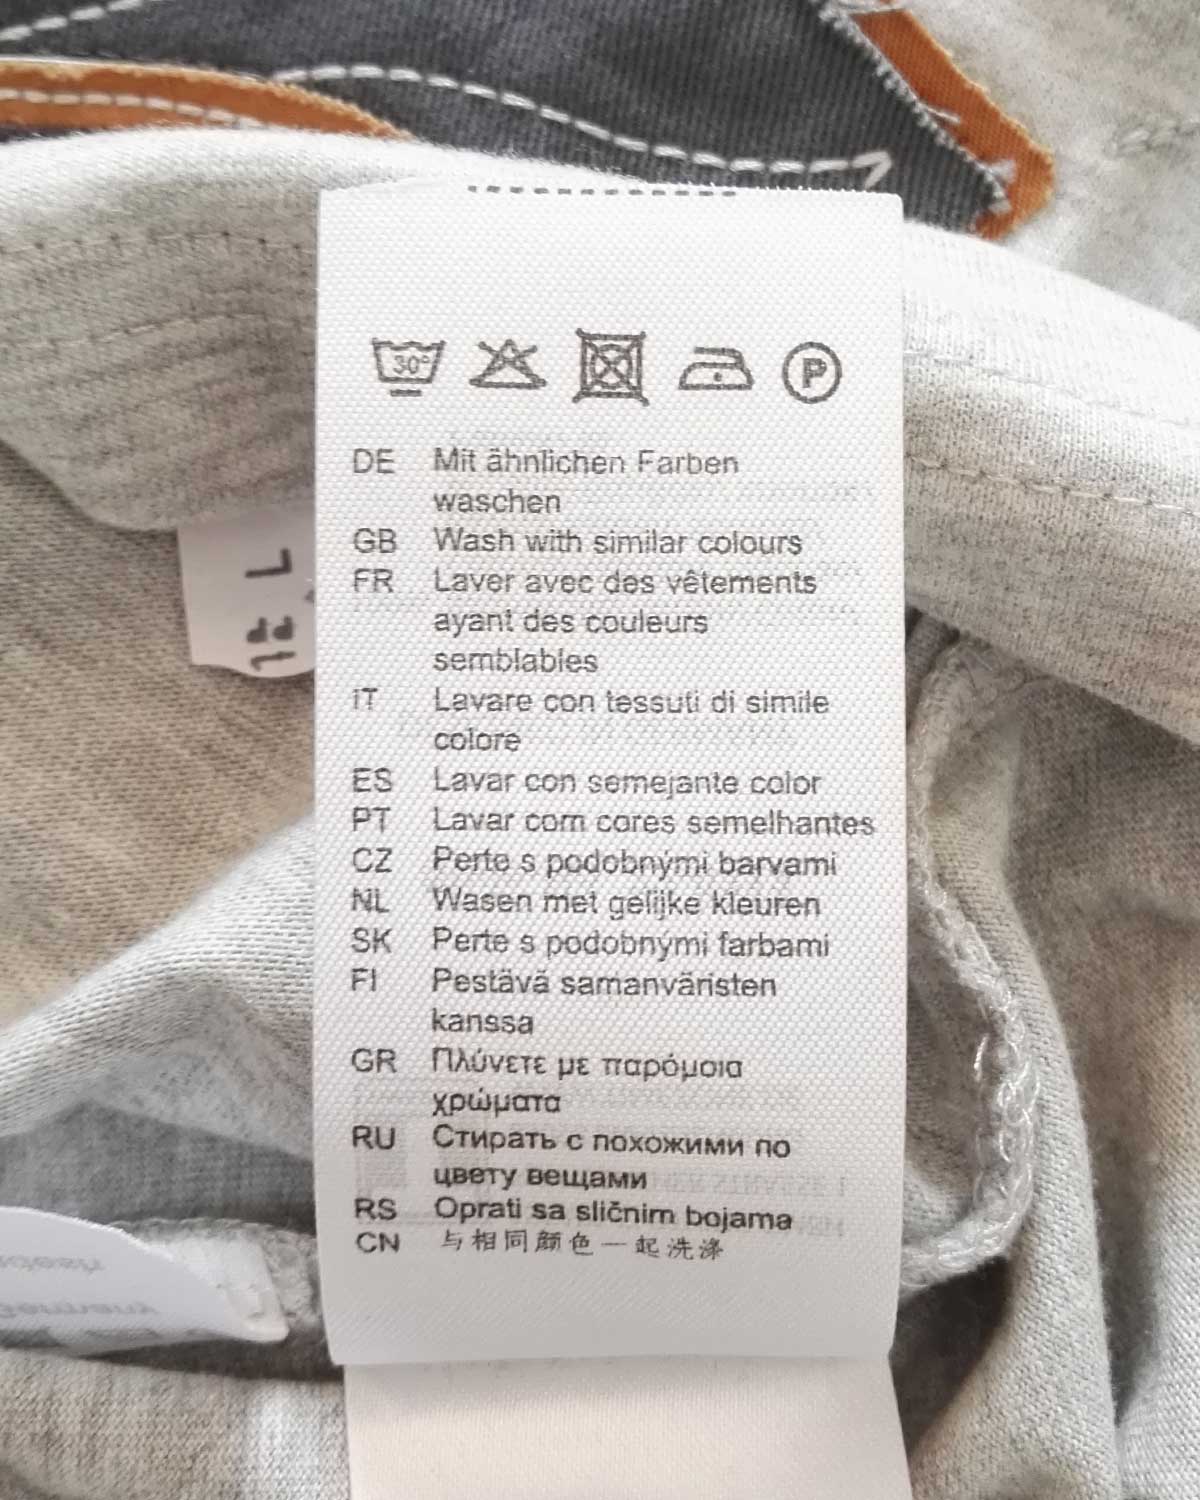 30°
P
DE Mit ähnlichen Farben
waschen
GB Wash with similar colours
FR Laver avec des vêtements
ayant des couleurs
semblables
IT Lavare con tessuti di simile
colore
ES Lavar con semejante color
PT Lavar com cores semelhantes
CZ Perte s podobnými barvami
NL Wasen met gelijke kleuren
SK Perte s podobnými farbami
FI Pestävä samanväristen
kanssa
GR Πλύνετε με παρόμοια
χρώματα
RU Стирать с похожими по
цвету вещами
RS Oprati sa sličnim bojama
CN 与相同颜色一起洗涤